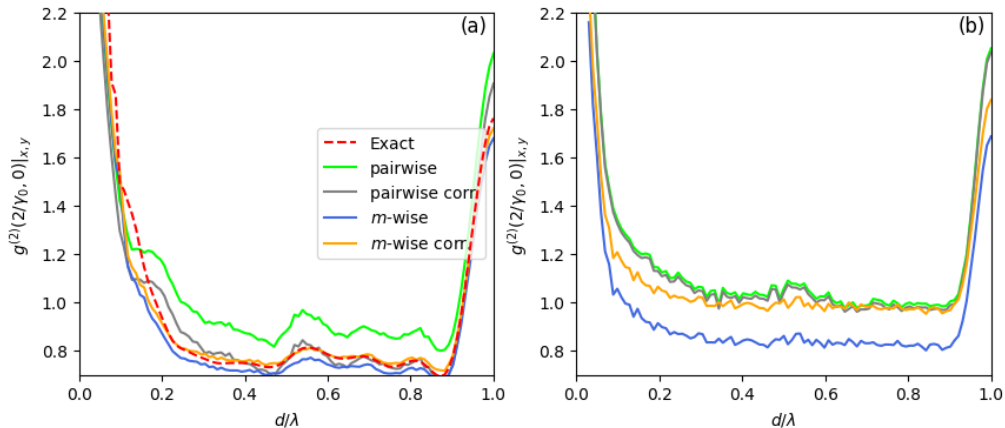 (a)
2.2
2.0
1.8
1.6
1.4
1.2
1.0
0.8
g⁽²⁾(2/γ₀, 0)|ₓ,ᵧ
Exact
pairwise
pairwise corr
m-wise
m-wise corr
0.0 0.2 0.4 0.6 0.8 1.0
d/λ
(b)
2.2
2.0
1.8
1.6
1.4
1.2
1.0
0.8
g⁽²⁾(2/γ₀, 0)|ₓ,ᵧ
0.0 0.2 0.4 0.6 0.8 1.0
d/λ